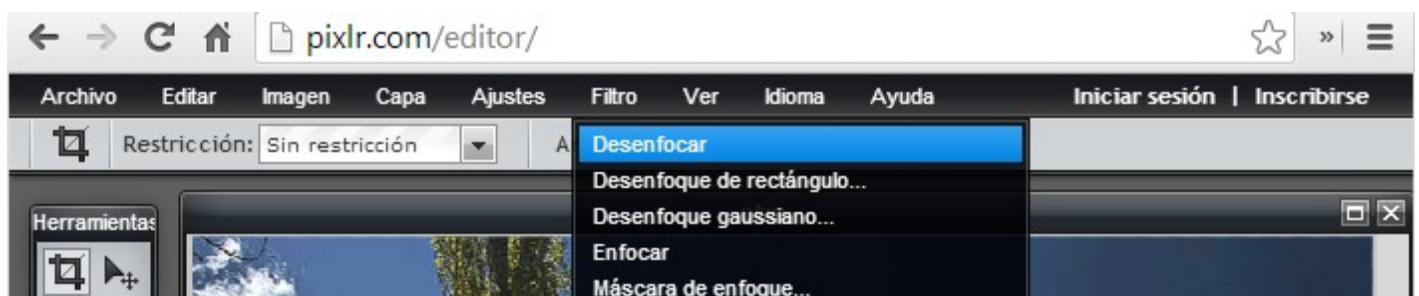 pixlr.com/editor/ »
Archivo Editar Imagen Capa Ajustes Filtro Ver Idioma Ayuda Iniciar sesión | Inscribirse
Restricción: Sin restricción A
Desenfocar
Desenfoque de rectángulo...
Desenfoque gaussiano...
Herramientas
Enfocar
Máscara de enfoque...